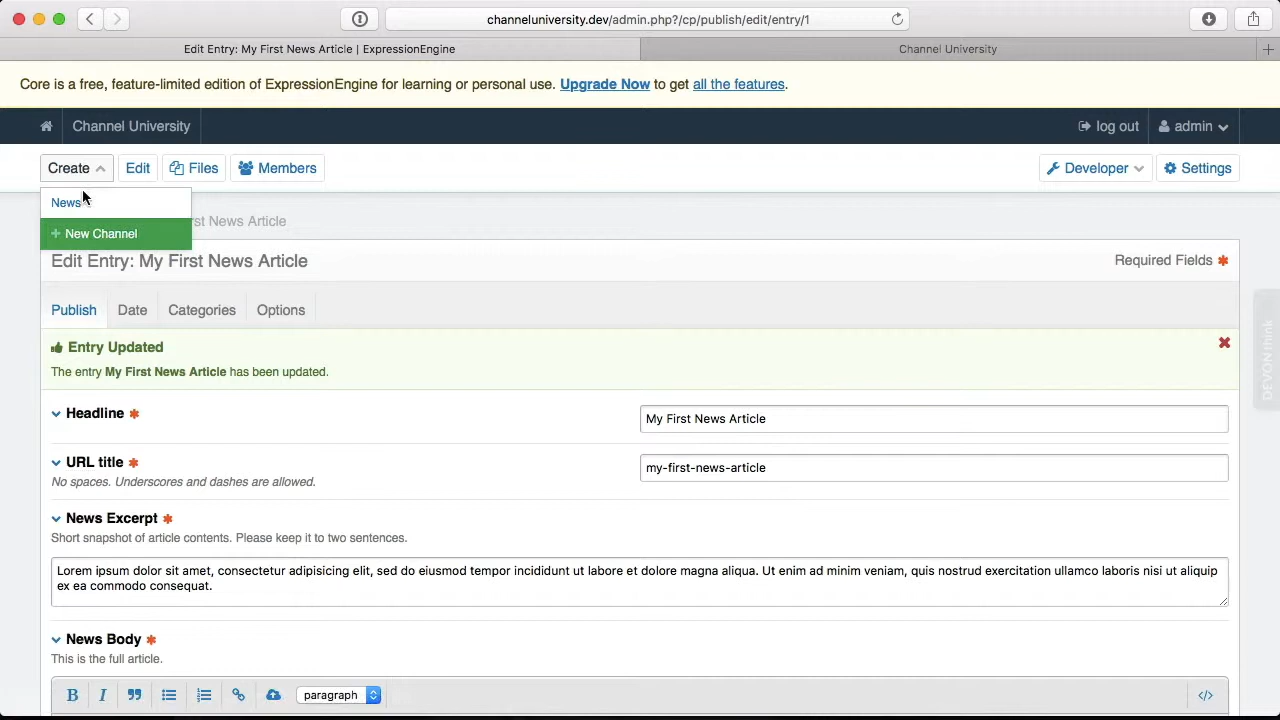 channeluniversity.dev/admin.php?/cp/publish/edit/entry/1
Edit Entry: My First News Article | ExpressionEngine
Channel University
Core is a free, feature-limited edition of ExpressionEngine for learning or personal use. Upgrade Now to get all the features.
Channel University
log out
admin
Create
Edit
Files
Members
Developer
Settings
News
+ New Channel
st News Article
Edit Entry: My First News Article
Required Fields *
Publish
Date
Categories
Options
Entry Updated
The entry My First News Article has been updated.
Headline *
My First News Article
URL title *
No spaces. Underscores and dashes are allowed.
my-first-news-article
News Excerpt *
Short snapshot of article contents. Please keep it to two sentences.
Lorem ipsum dolor sit amet, consectetur adipisicing elit, sed do eiusmod tempor incididunt ut labore et dolore magna aliqua. Ut enim ad minim veniam, quis nostrud exercitation ullamco laboris nisi ut aliquip
ex ea commodo consequat.
News Body *
This is the full article.
B
I
paragraph
</>
DEVONthink